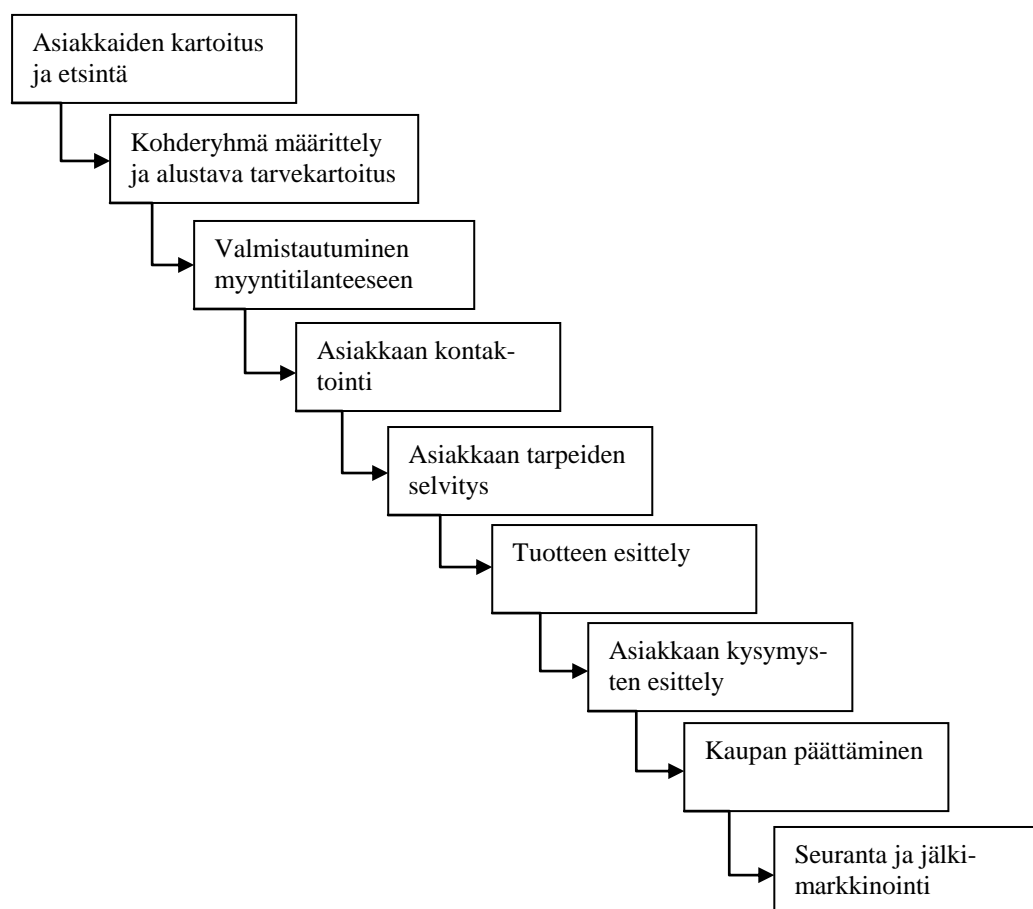 Asiakkaiden kartoitus
ja etsintä
Kohderyhmä määrittely
ja alustava tarvekartoitus
Valmistautuminen
myyntitilanteeseen
Asiakkaan kontak-
tointi
Asiakkaan tarpeiden
selvitys
Tuotteen esittely
Asiakkaan kysymys-
ten esittely
Kaupan päättäminen
Seuranta ja jälki-
markkinointi